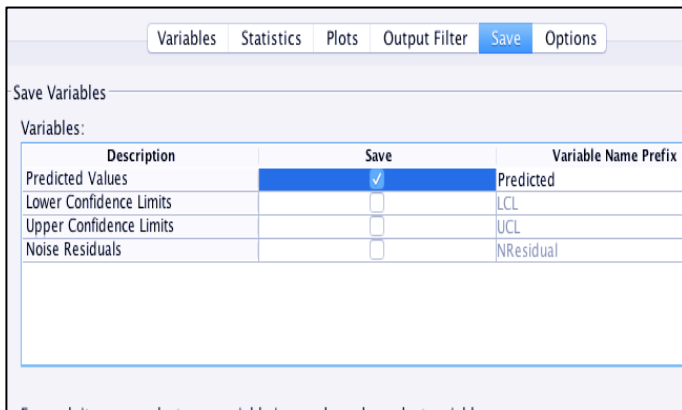 Variables Statistics Plots Output Filter Save Options
Save Variables
Variables:
Description Save Variable Name Prefix
Predicted Values Predicted
Lower Confidence Limits LCL
Upper Confidence Limits UCL
Noise Residuals NResidual